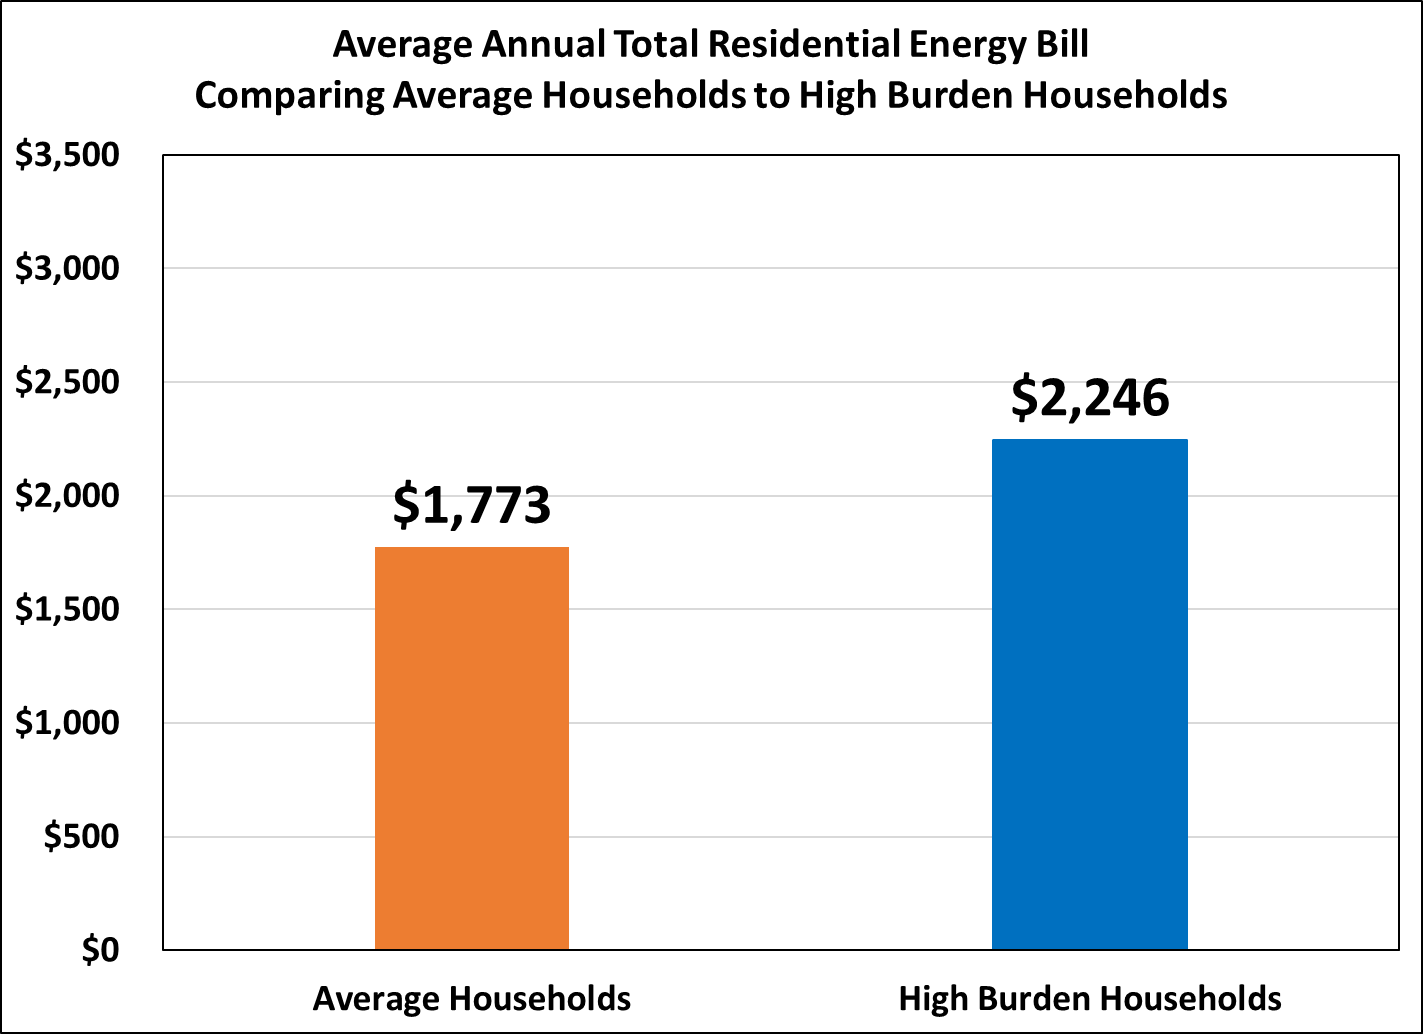 Average Annual Total Residential Energy Bill
Comparing Average Households to High Burden Households
$3,500
$3,000
$2,500
$2,246
$2,000
$1,773
$1,500
$1,000
$500
$0
Average Households
High Burden Households